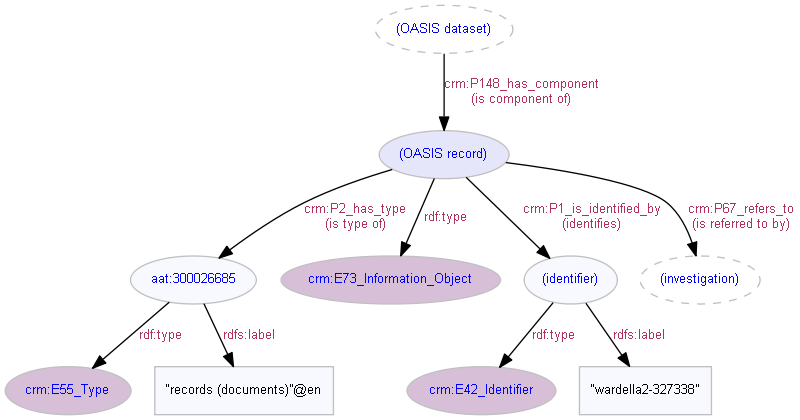 (OASIS dataset)
crm:P148_has_component
(is component of)
(OASIS record)
crm:P2_has_type
(is type of)
rdf:type
crm:P1_is_identified_by
(identifies)
crm:P67_refers_to
(is referred to by)
aat:300026685
crm:E73_Information_Object
(identifier)
(investigation)
rdf:type
rdfs:label
rdf:type
rdfs:label
crm:E55_Type
"records (documents)"@en
crm:E42_Identifier
"wardella2-327338"